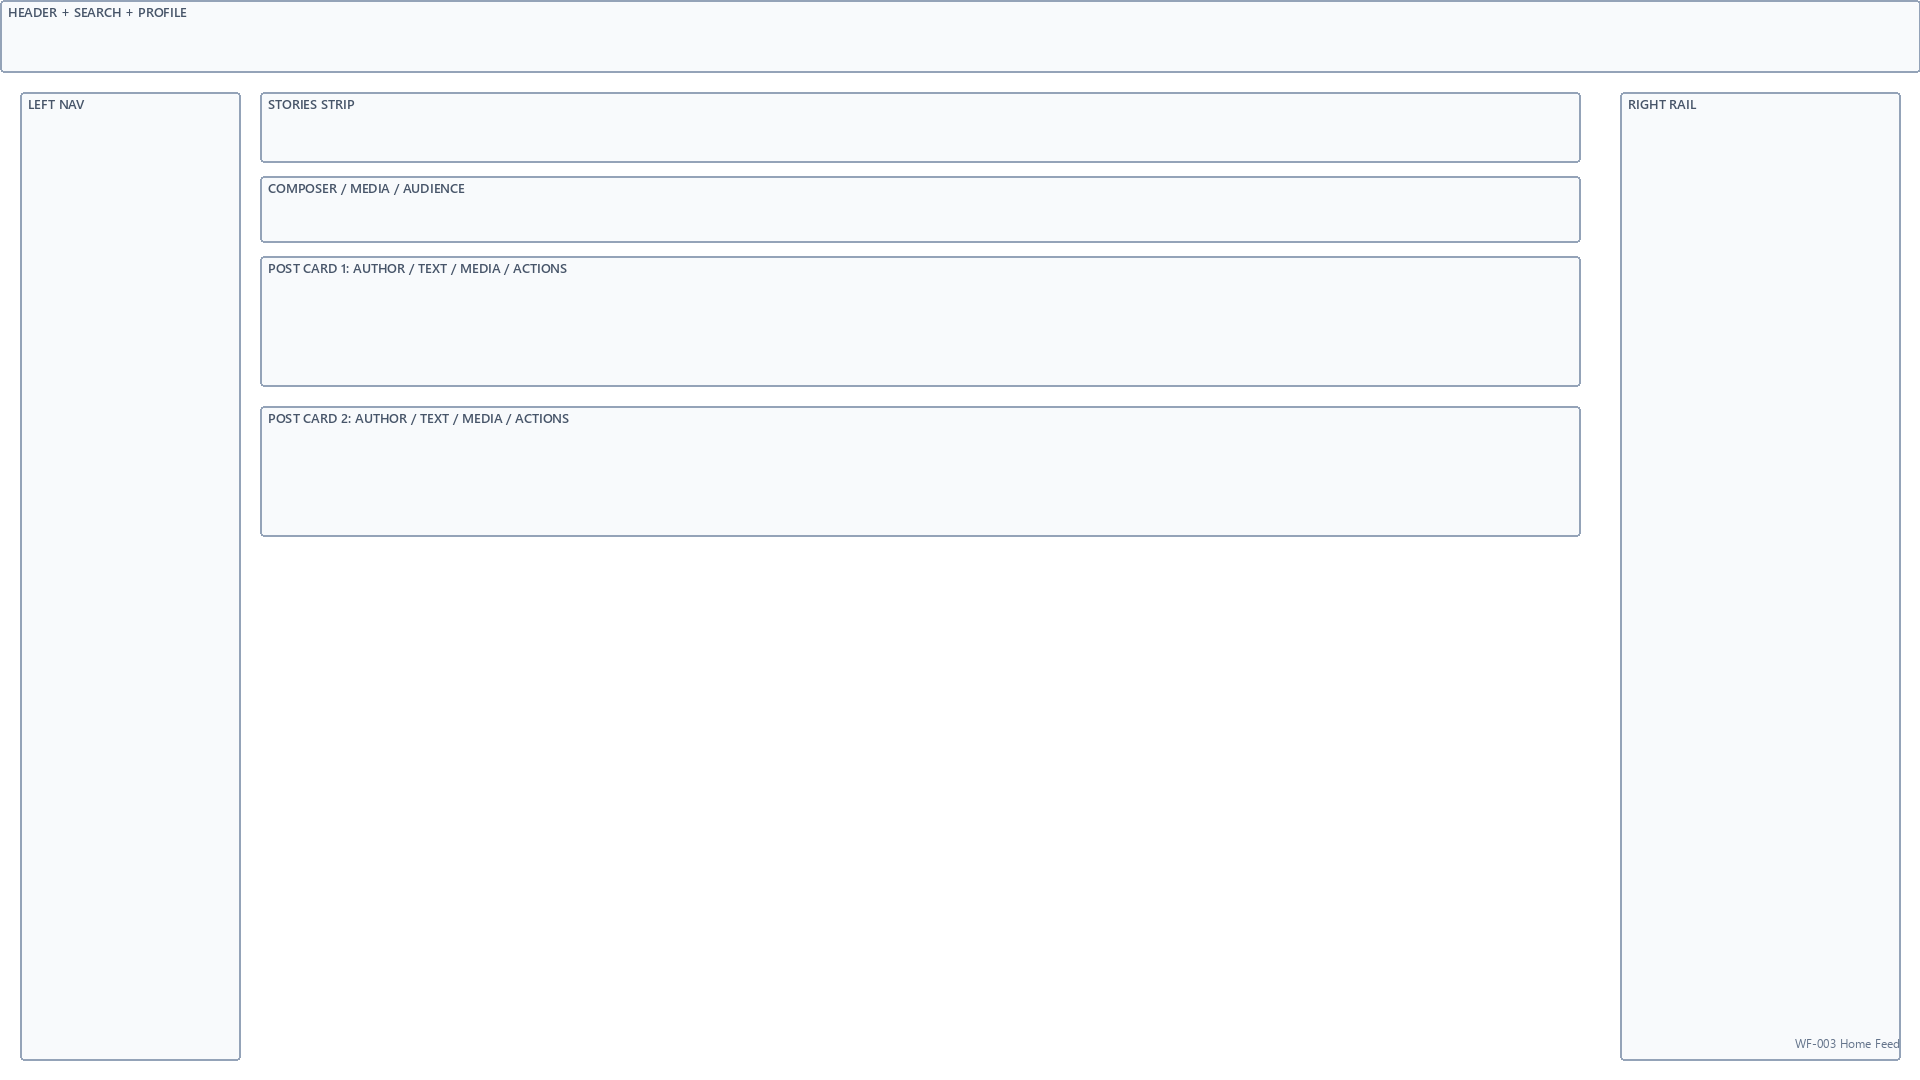 HEADER + SEARCH + PROFILE
LEFT NAV
STORIES STRIP
COMPOSER / MEDIA / AUDIENCE
POST CARD 1: AUTHOR / TEXT / MEDIA / ACTIONS
POST CARD 2: AUTHOR / TEXT / MEDIA / ACTIONS
RIGHT RAIL
WF-003 Home Feed